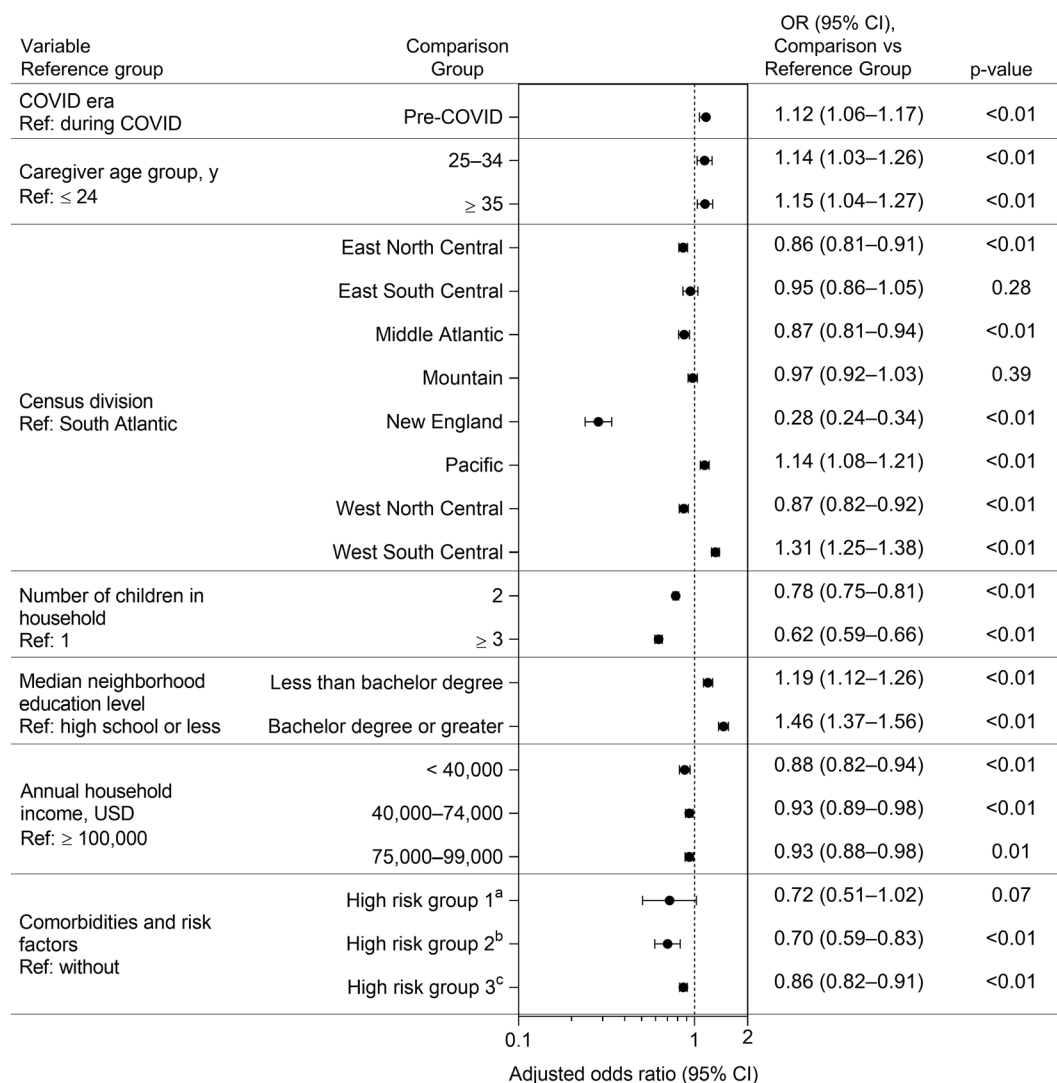 Variable
Reference group
Comparison
Group
OR (95% CI),
Comparison vs
Reference Group
p-value
COVID era
Ref: during COVID
Pre-COVID
1.12 (1.06–1.17)
<0.01
Caregiver age group, y
Ref: ≤ 24
25–34
1.14 (1.03–1.26)
<0.01
≥ 35
1.15 (1.04–1.27)
<0.01
Census division
Ref: South Atlantic
East North Central
0.86 (0.81–0.91)
<0.01
East South Central
0.95 (0.86–1.05)
0.28
Middle Atlantic
0.87 (0.81–0.94)
<0.01
Mountain
0.97 (0.92–1.03)
0.39
New England
0.28 (0.24–0.34)
<0.01
Pacific
1.14 (1.08–1.21)
<0.01
West North Central
0.87 (0.82–0.92)
<0.01
West South Central
1.31 (1.25–1.38)
<0.01
Number of children in
household
Ref: 1
2
0.78 (0.75–0.81)
<0.01
≥ 3
0.62 (0.59–0.66)
<0.01
Median neighborhood
education level
Ref: high school or less
Less than bachelor degree
1.19 (1.12–1.26)
<0.01
Bachelor degree or greater
1.46 (1.37–1.56)
<0.01
Annual household
income, USD
Ref: ≥ 100,000
< 40,000
0.88 (0.82–0.94)
<0.01
40,000–74,000
0.93 (0.89–0.98)
<0.01
75,000–99,000
0.93 (0.88–0.98)
0.01
Comorbidities and risk
factors
Ref: without
High risk group 1ᵃ
0.72 (0.51–1.02)
0.07
High risk group 2ᵇ
0.70 (0.59–0.83)
<0.01
High risk group 3ᶜ
0.86 (0.82–0.91)
<0.01
0.1
1
2
Adjusted odds ratio (95% CI)